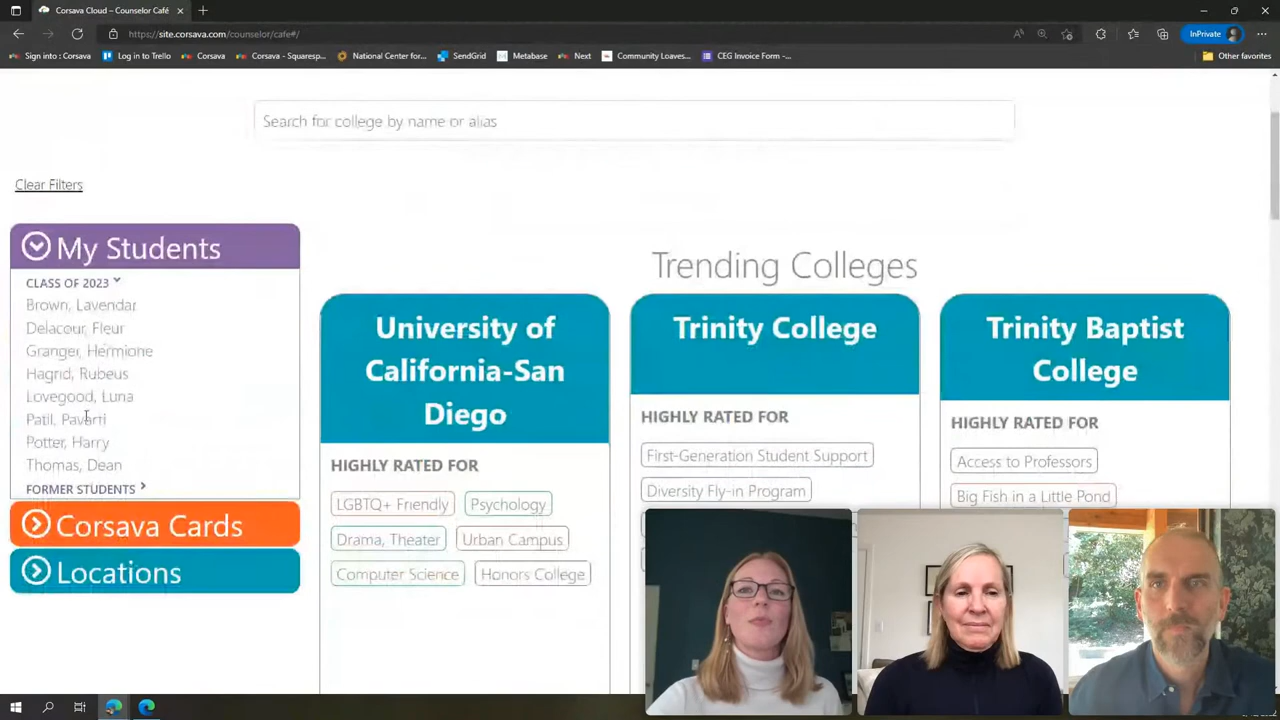 Corsava Cloud – Counselor Café
https://site.corsava.com/counselor/cafe#/
InPrivate
Sign into : Corsava
Log in to Trello
Corsava
Corsava - Squaresp...
National Center for...
SendGrid
Metabase
Next
Community Loaves...
CEG Invoice Form -...
Other favorites
Search for college by name or alias
Clear Filters
My Students
CLASS OF 2023
Brown, Lavendar
Delacour, Fleur
Granger, Hermione
Hagrid, Rubeus
Lovegood, Luna
Patil, Pavarti
Potter, Harry
Thomas, Dean
FORMER STUDENTS
Corsava Cards
Locations
Trending Colleges
University of
California-San
Diego
HIGHLY RATED FOR
LGBTQ+ Friendly
Psychology
Drama, Theater
Urban Campus
Computer Science
Honors College
Trinity College
HIGHLY RATED FOR
First-Generation Student Support
Diversity Fly-in Program
Trinity Baptist
College
HIGHLY RATED FOR
Access to Professors
Big Fish in a Little Pond